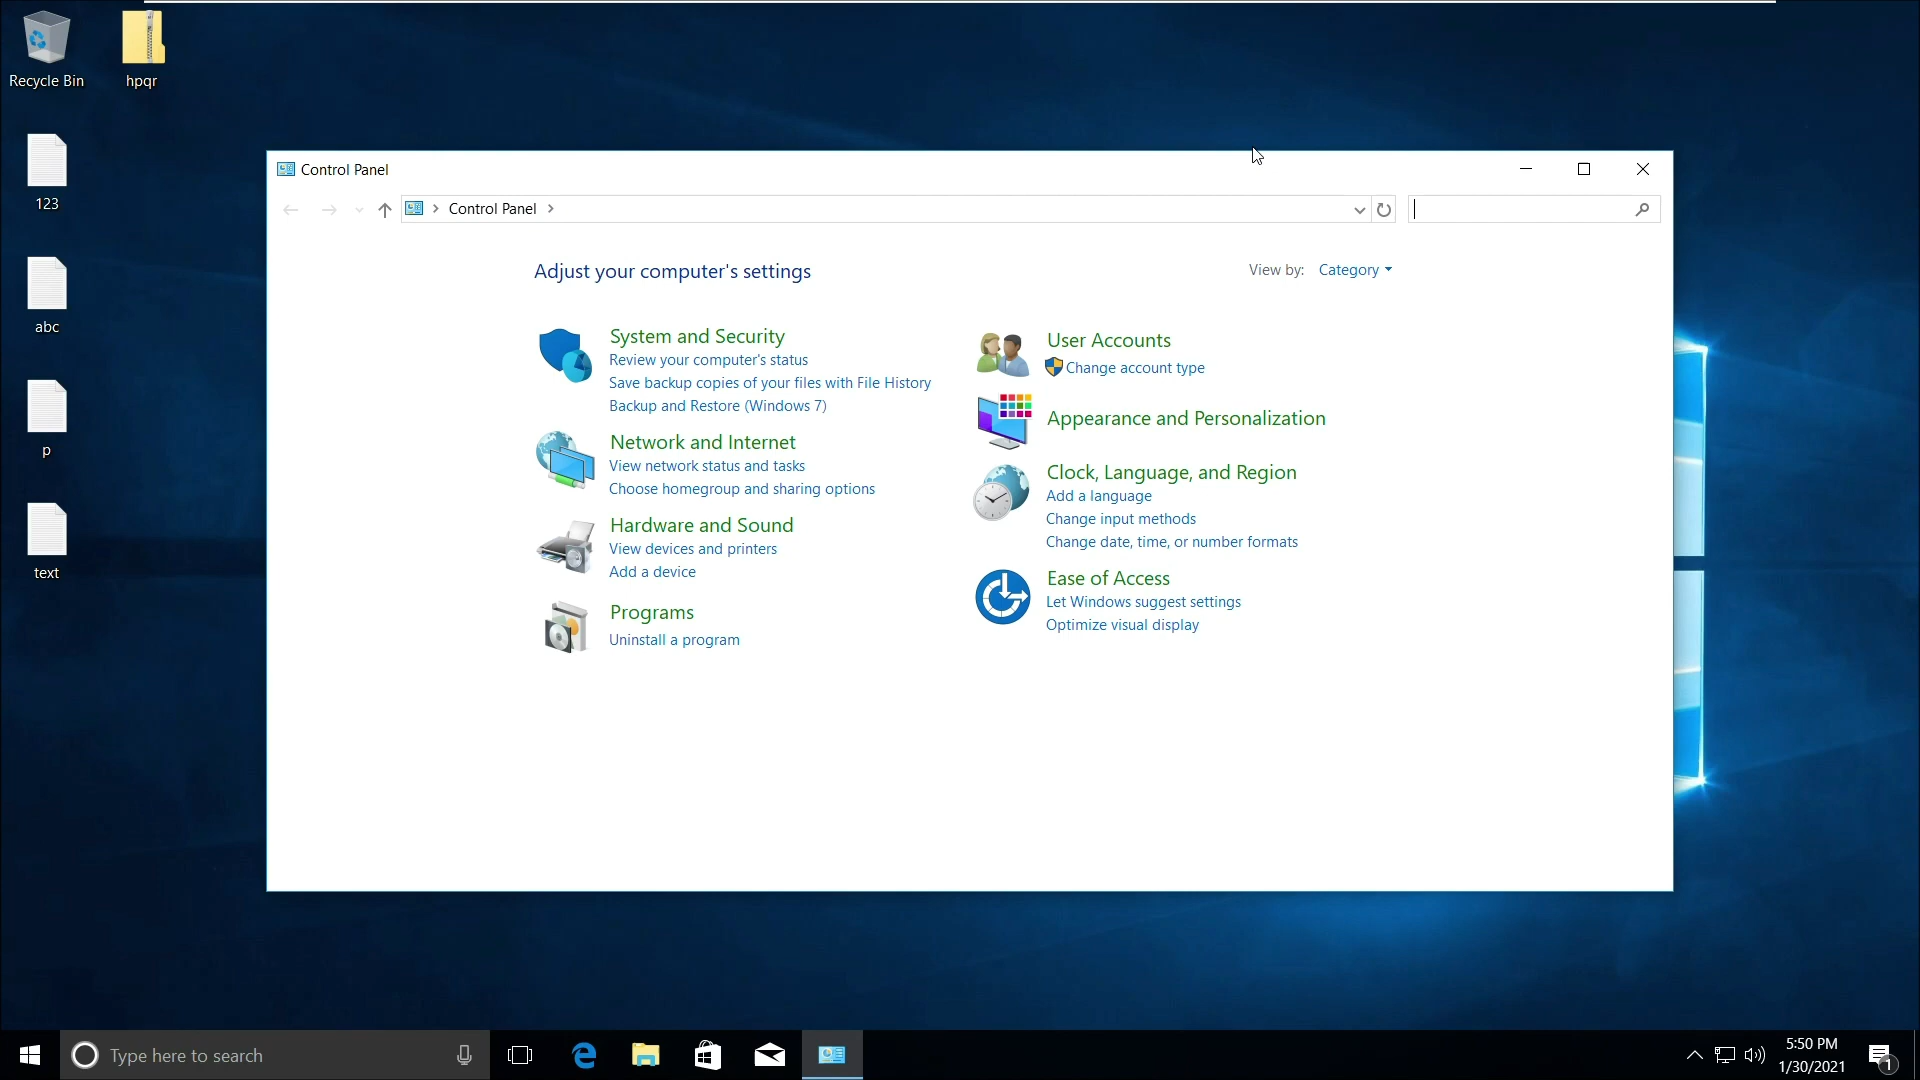 Recycle Bin
hpqr
123
abc
p
text
Control Panel
Control Panel
Adjust your computer's settings
View by: Category
System and Security
Review your computer's status
Save backup copies of your files with File History
Backup and Restore (Windows 7)
Network and Internet
View network status and tasks
Choose homegroup and sharing options
Hardware and Sound
View devices and printers
Add a device
Programs
Uninstall a program
User Accounts
Change account type
Appearance and Personalization
Clock, Language, and Region
Add a language
Change input methods
Change date, time, or number formats
Ease of Access
Let Windows suggest settings
Optimize visual display
Type here to search
5:50 PM
1/30/2021
1